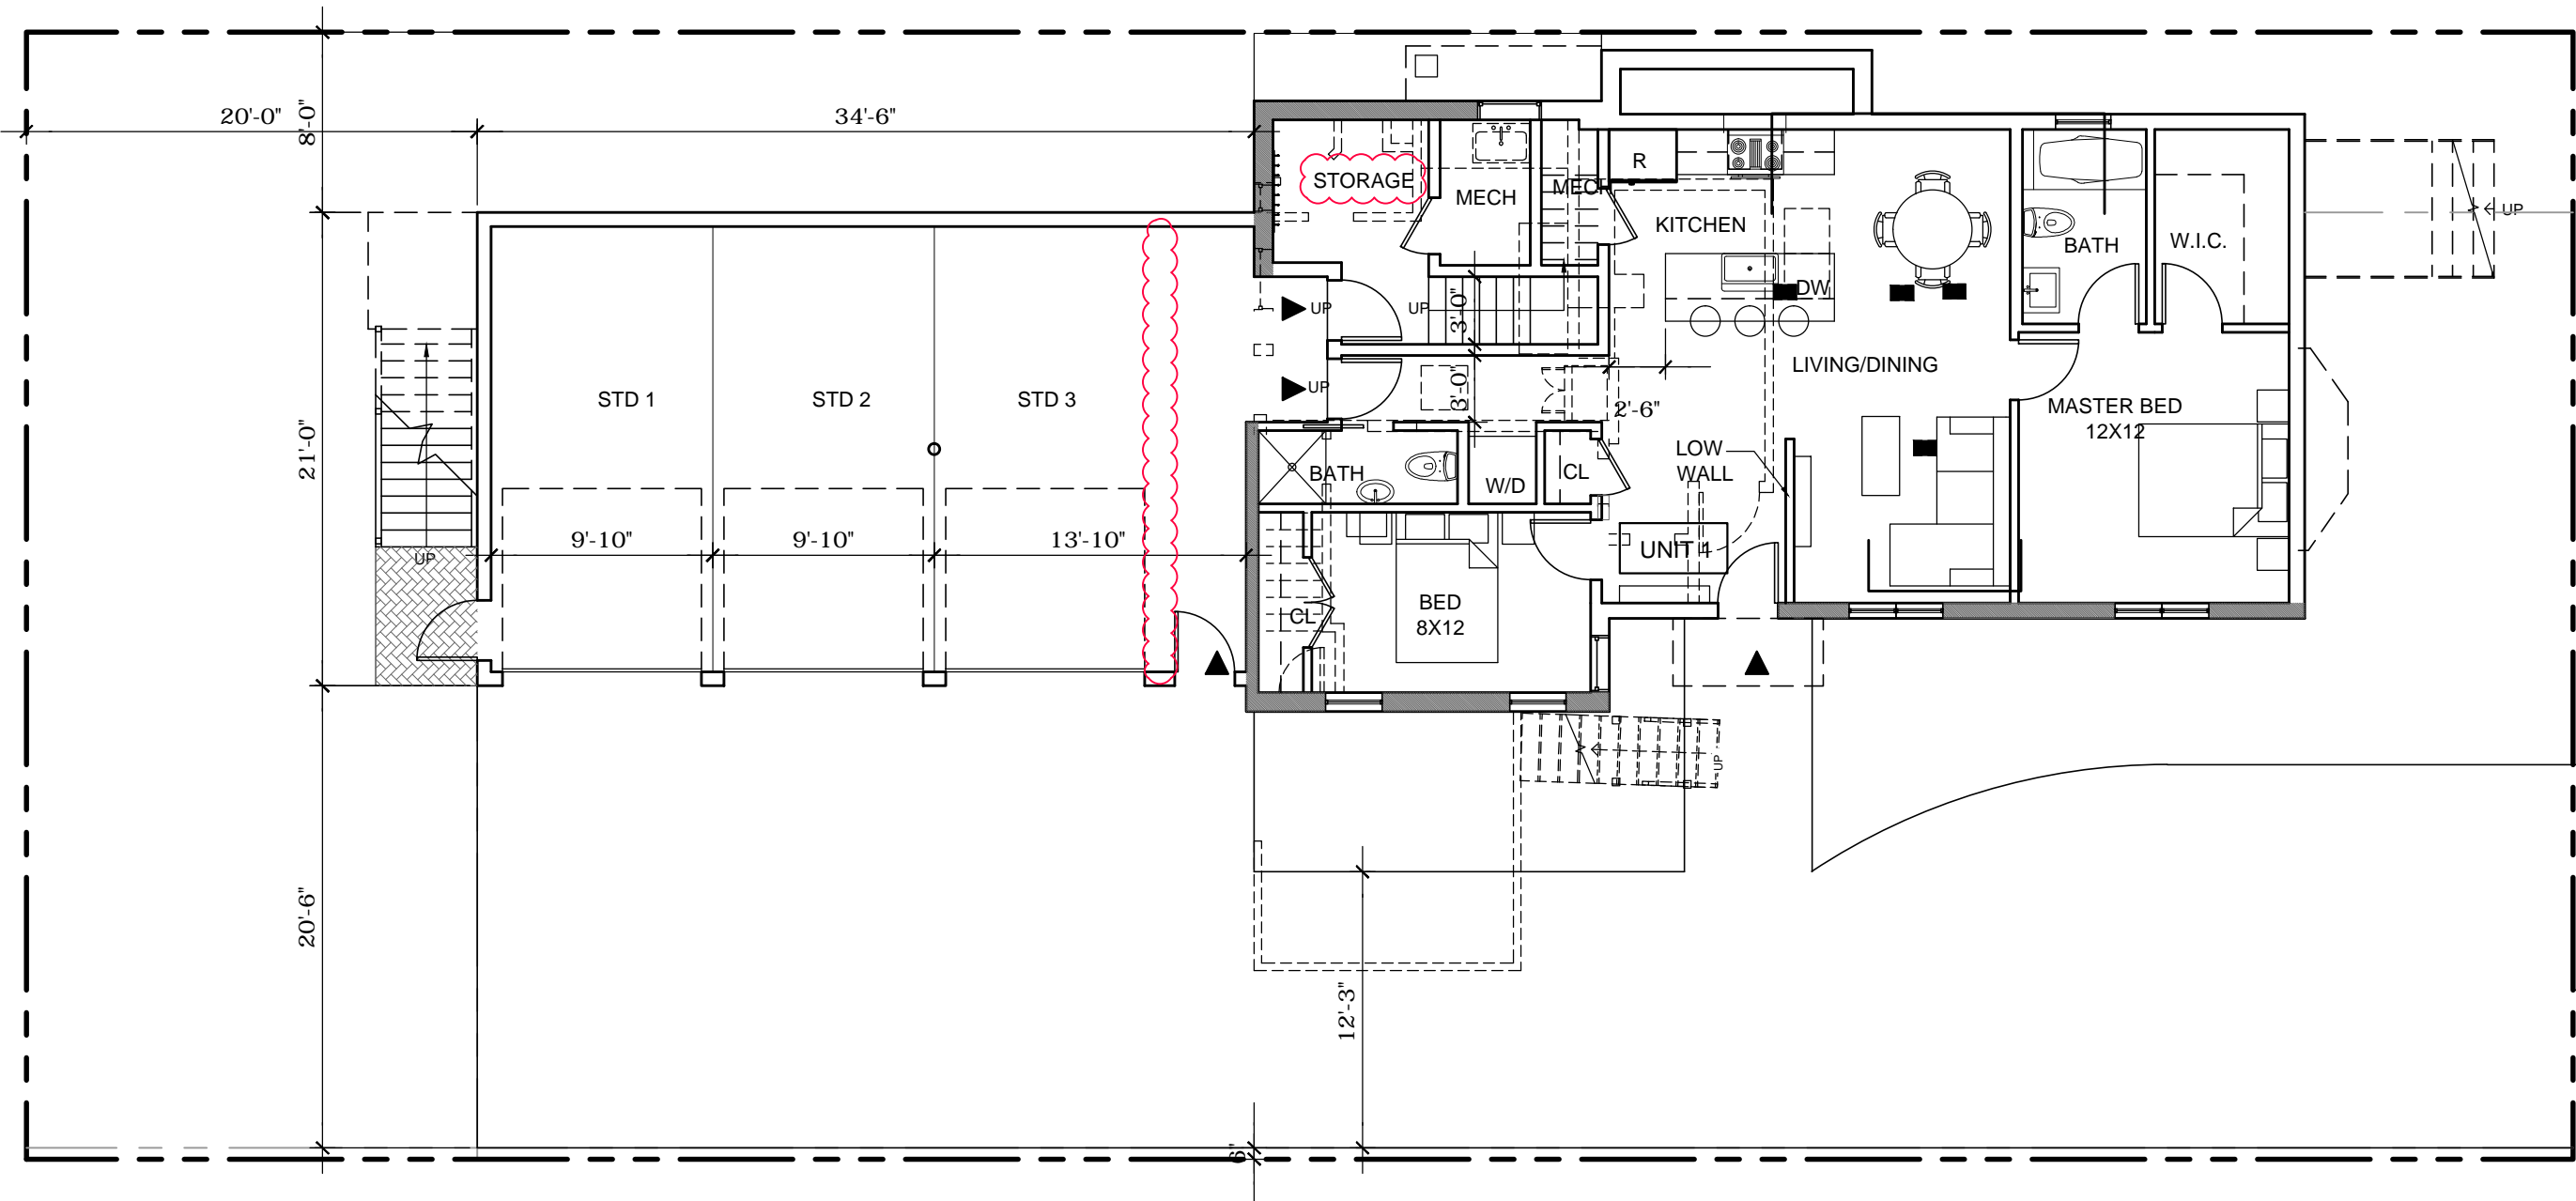 20'-0"
8'-0"
34'-6"
STORAGE
MECH
MECH
R
KITCHEN
BATH
W.I.C.
UP
DW
UP
UP
3'-0"
UP
3'-0"
2'-6"
LIVING/DINING
STD 1
STD 2
STD 3
MASTER BED
12X12
21'-0"
BATH
W/D
CL
LOW
WALL
9'-10"
9'-10"
13'-10"
UP
UNIT 1
CL
BED
8X12
UP
20'-6"
12'-3"
6"